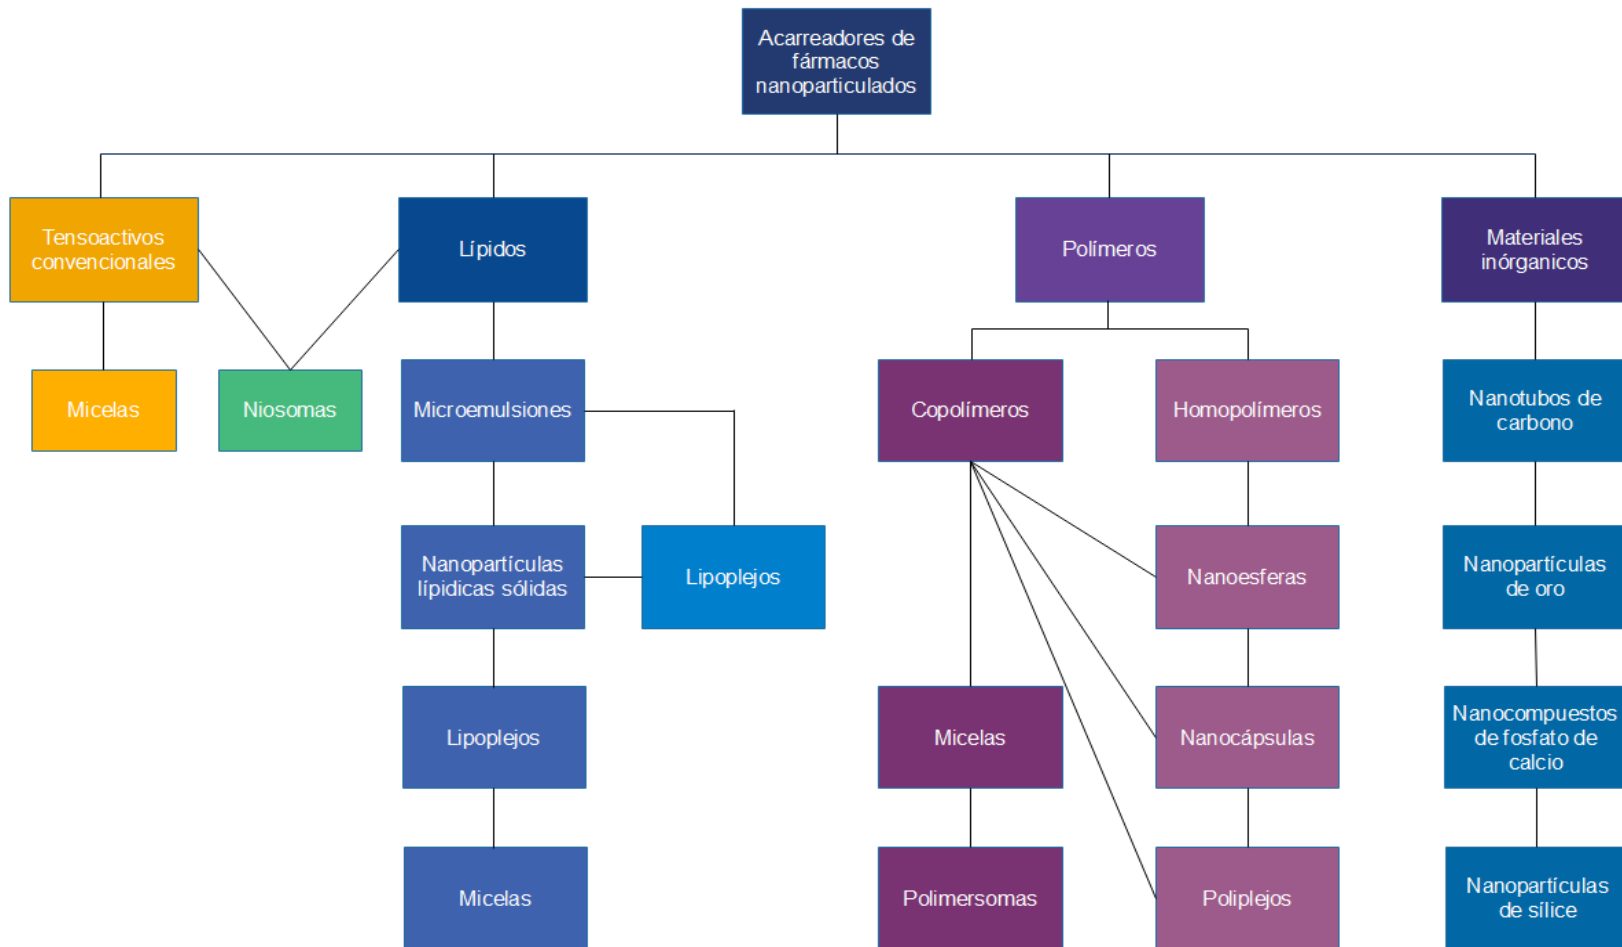 Acarreadores de
fármacos
nanoparticulados
Tensoactivos
convencionales
Lípidos
Polímeros
Materiales
inórganicos
Micelas
Niosomas
Microemulsiones
Copolímeros
Homopolímeros
Nanotubos de
carbono
Nanopartículas
lípidicas sólidas
Lipoplejos
Nanoesferas
Nanopartículas
de oro
Lipoplejos
Micelas
Nanocápsulas
Nanocompuestos
de fosfato de
calcio
Micelas
Polimersomas
Poliplejos
Nanopartículas
de sílice